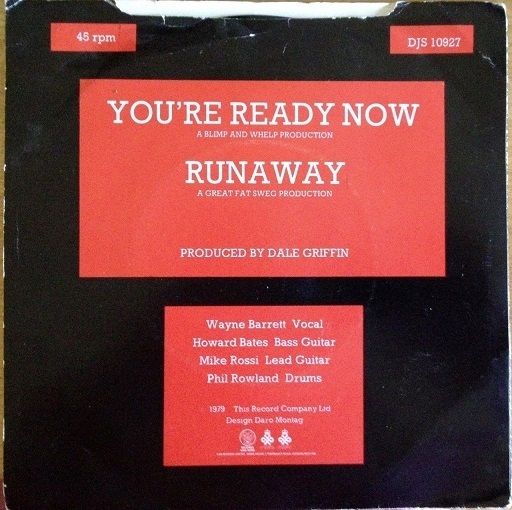 45 rpm
DJS 10927
YOU'RE READY NOW
A BLIMP AND WHELP PRODUCTION
RUNAWAY
A GREAT FAT SWEG PRODUCTION
PRODUCED BY DALE GRIFFIN
Wayne Barrett Vocal
Howard Bates Bass Guitar
Mike Rossi Lead Guitar
Phil Rowland Drums
1979 This Record Company Ltd
Design Daro Montag